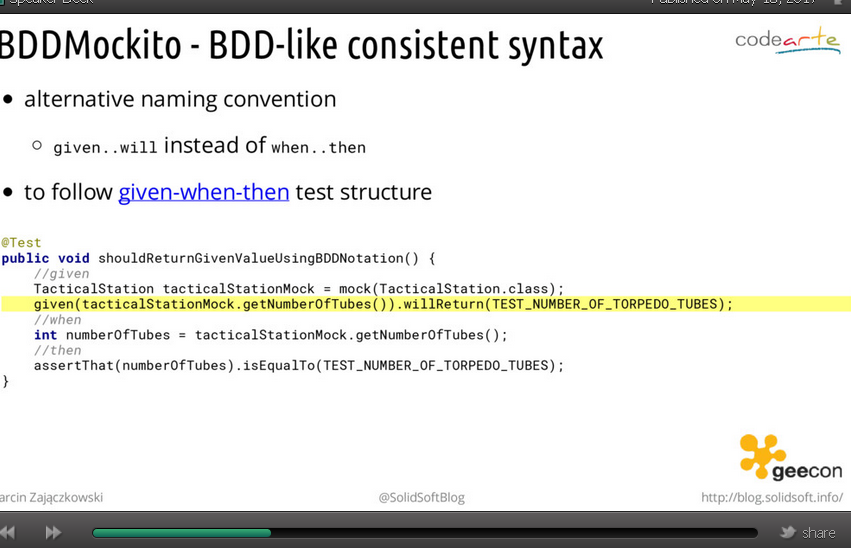 Speaker Deck
Published on May 18, 2017
BDDMockito - BDD-like consistent syntax
codearte
• alternative naming convention
○ given..will instead of when..then
• to follow given-when-then test structure
@Test
public void shouldReturnGivenValueUsingBDDNotation() {
//given
TacticalStation tacticalStationMock = mock(TacticalStation.class);
given(tacticalStationMock.getNumberOfTubes()).willReturn(TEST_NUMBER_OF_TORPEDO_TUBES);
//when
int numberOfTubes = tacticalStationMock.getNumberOfTubes();
//then
assertThat(numberOfTubes).isEqualTo(TEST_NUMBER_OF_TORPEDO_TUBES);
}
geecon
arcin Zajączkowski
@SolidSoftBlog
http://blog.solidsoft.info/
share